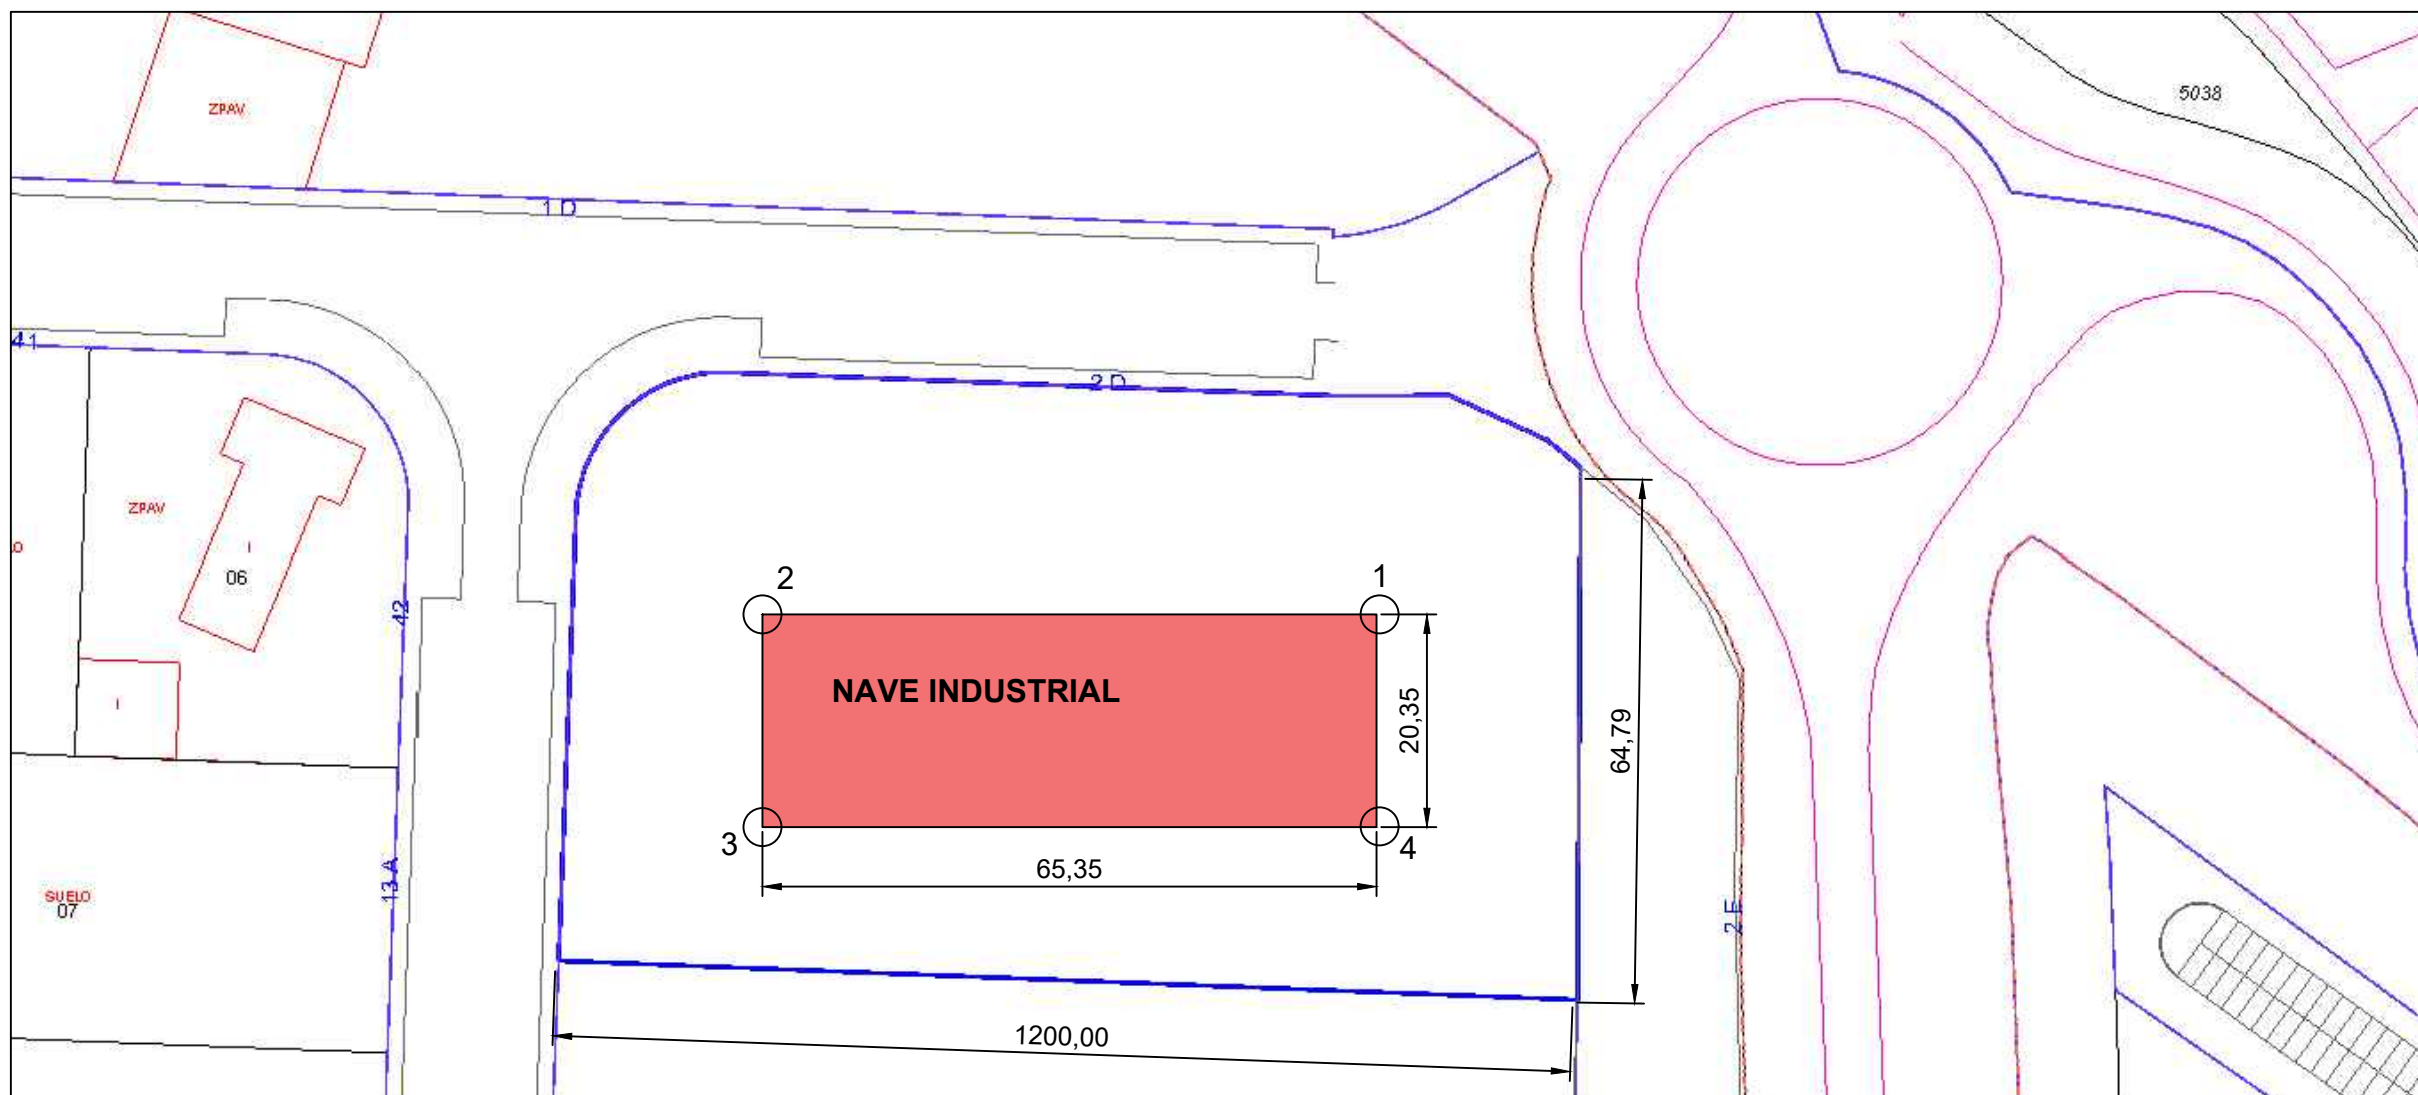 ZPAV
5038
1 D
41
2 D
ZPAV
I
06
42
2
1
I
NAVE INDUSTRIAL
20,35
64,79
3
4
65,35
13 A
SUELO
07
2 E
1200,00